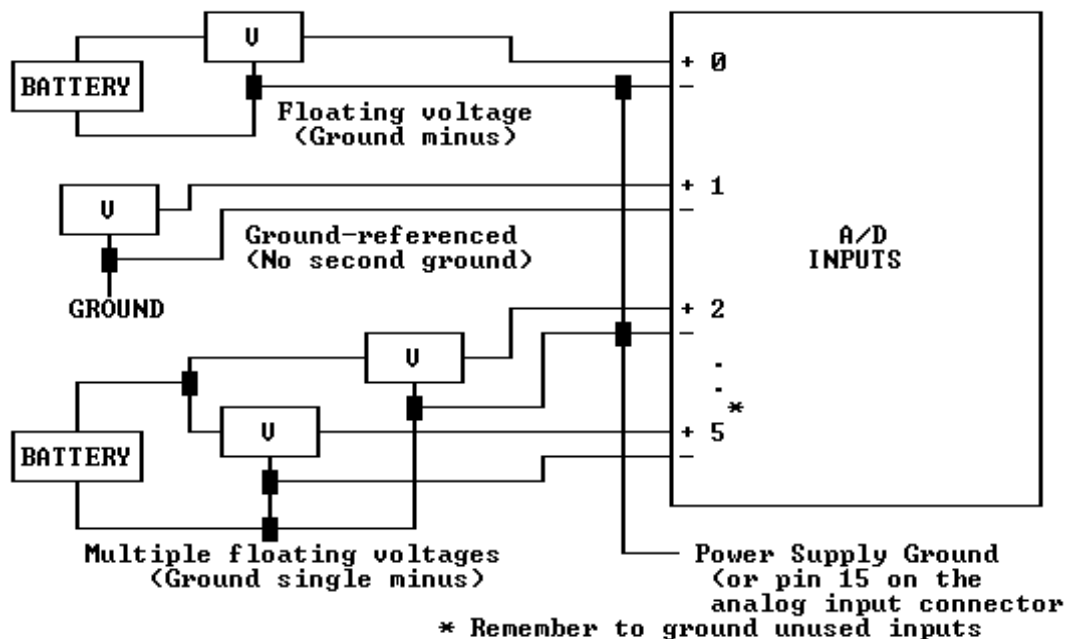 V
+ 0
BATTERY
−
Floating voltage
(Ground minus)
+ 1
V
−
Ground-referenced
(No second ground)
A/D
INPUTS
GROUND
+ 2
−
V
.
.
*
V
+ 5
BATTERY
−
Multiple floating voltages
(Ground single minus)
Power Supply Ground
(or pin 15 on the
analog input connector
* Remember to ground unused inputs